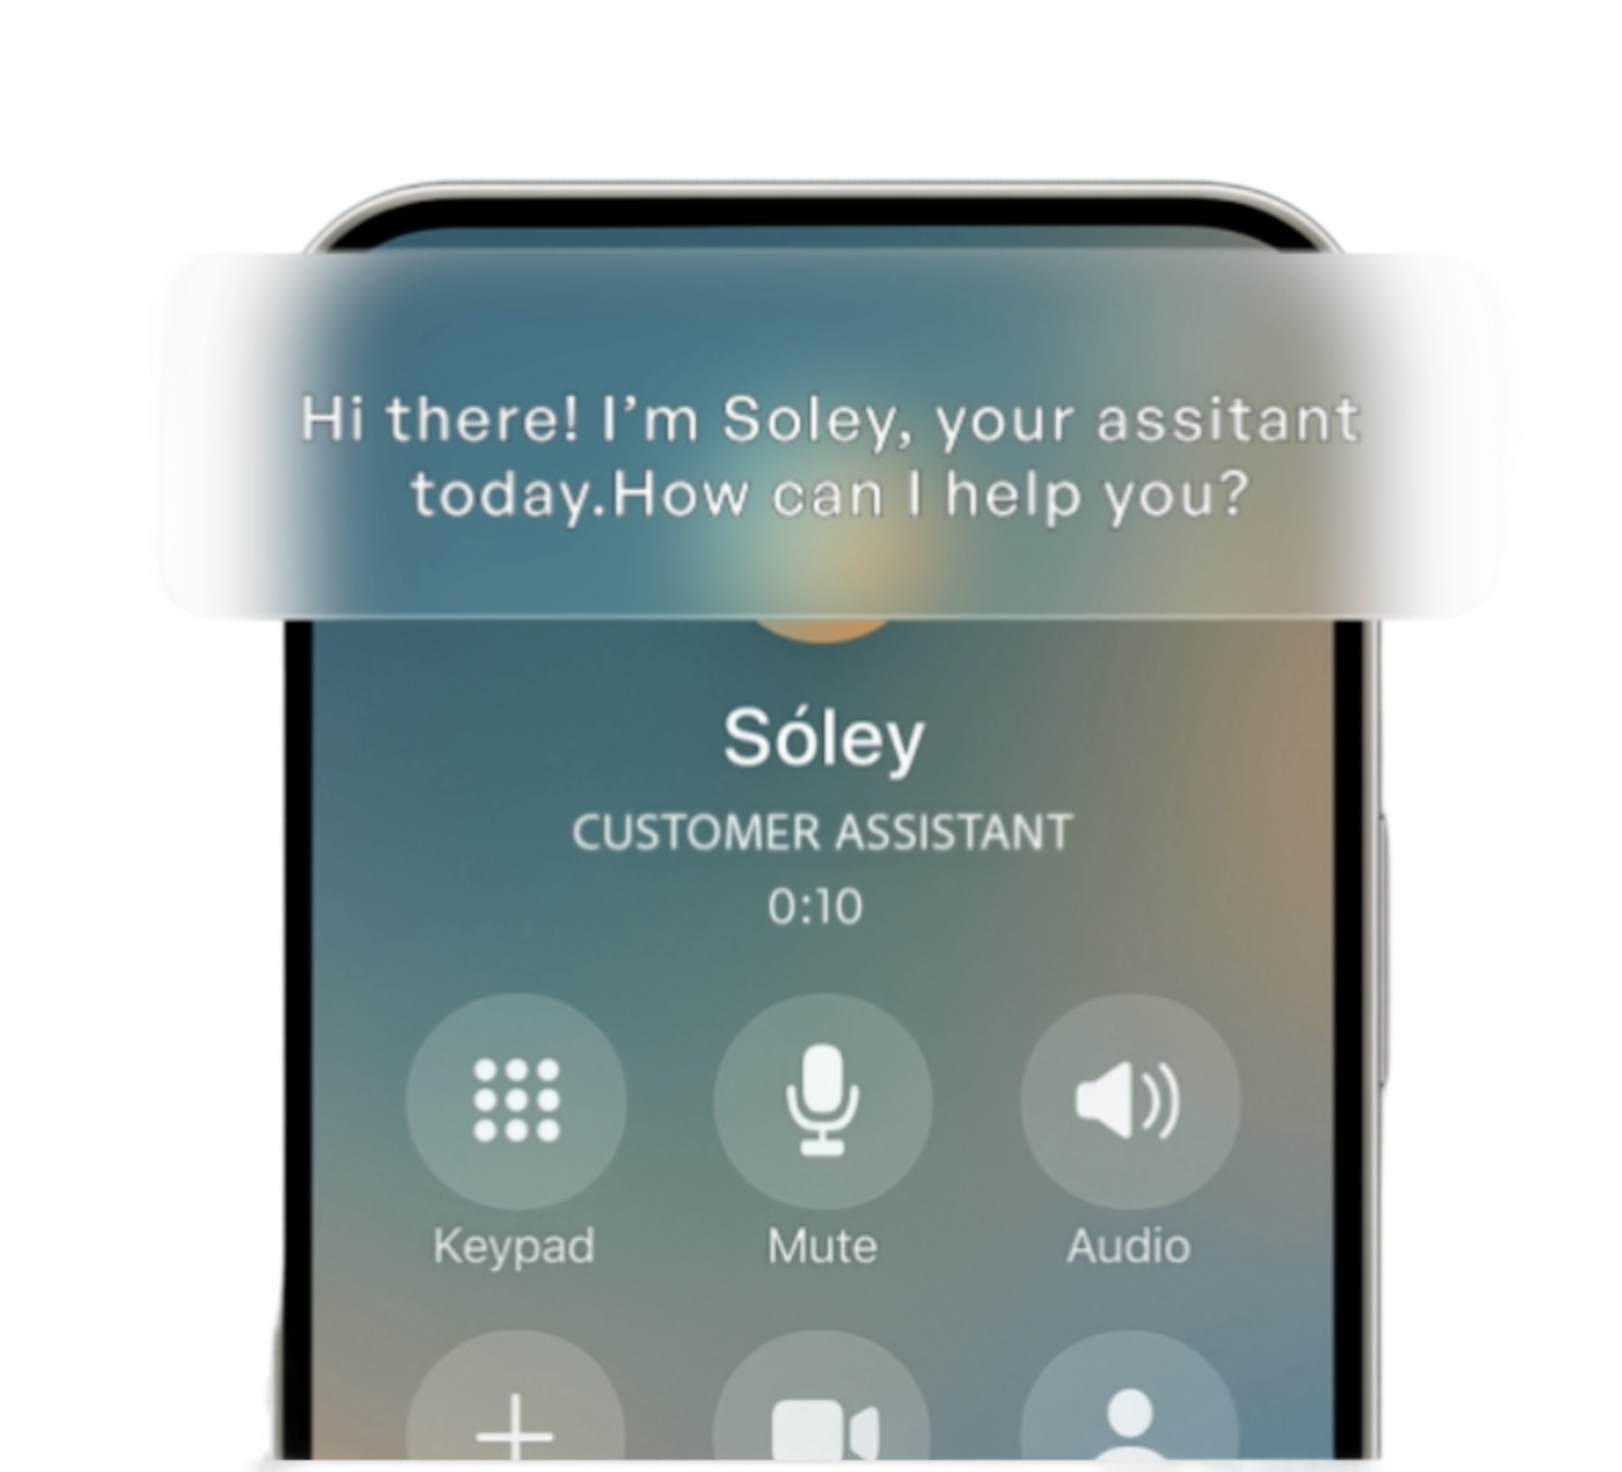 Hi there! I’m Soley, your assitant
today.How can I help you?
Sóley
CUSTOMER ASSISTANT
0:10
Keypad Mute Audio